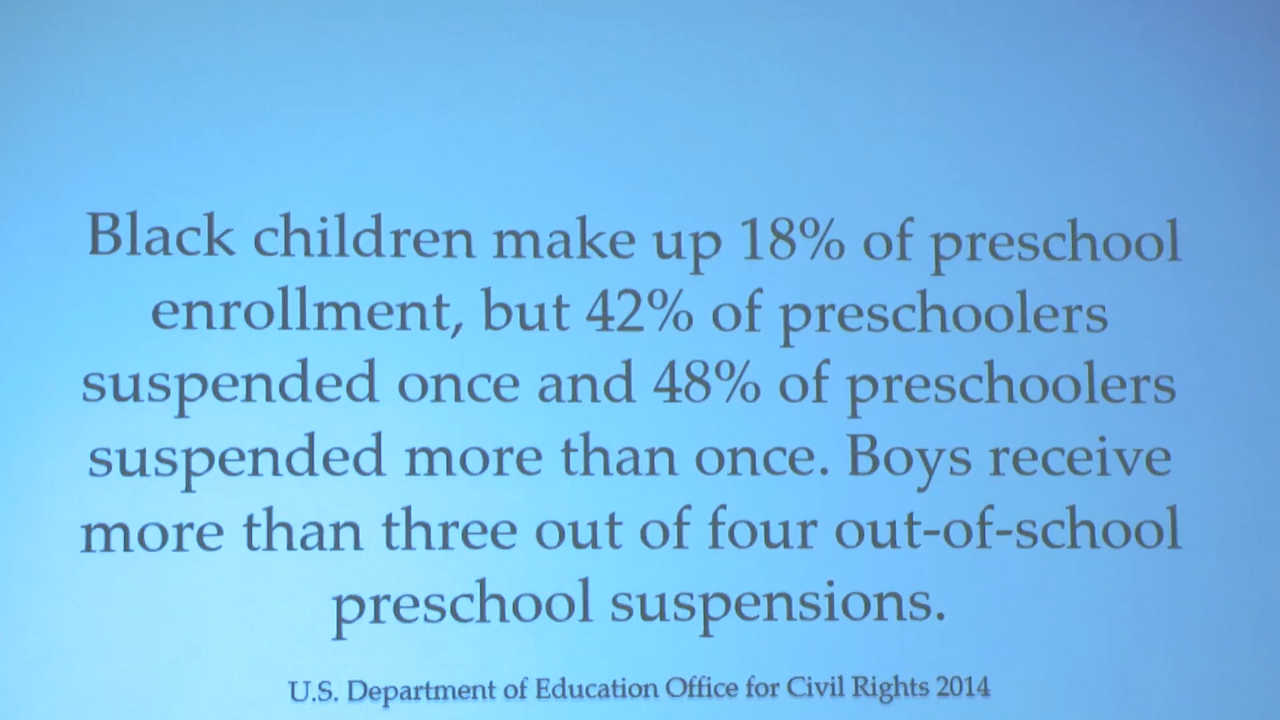 Black children make up 18% of preschool
enrollment, but 42% of preschoolers
suspended once and 48% of preschoolers
suspended more than once. Boys receive
more than three out of four out-of-school
preschool suspensions.
U.S. Department of Education Office for Civil Rights 2014